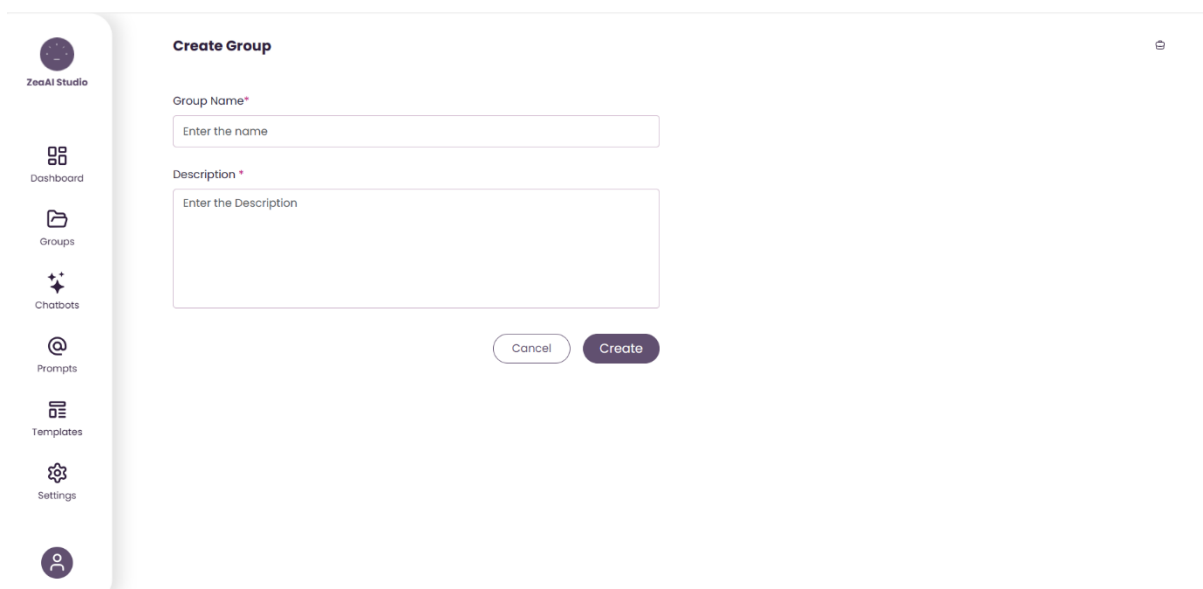 ZeaAI Studio
Dashboard
Groups
Chatbots
Prompts
Templates
Settings
Create Group
Group Name*
Enter the name
Description *
Enter the Description
Cancel
Create